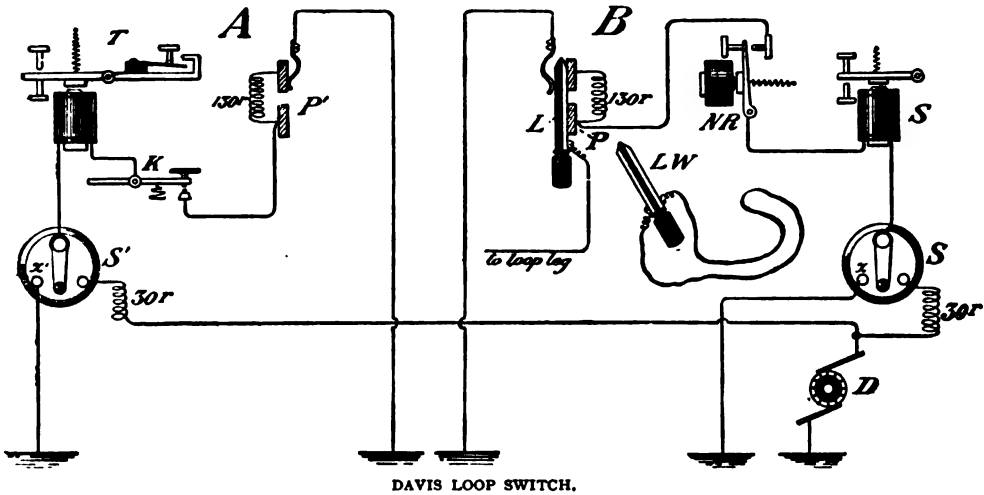 A
B
T
130r
P'
L
130r
P
NR
S
K
LW
S'
z
30r
to loop leg
z
S
30r
D
DAVIS LOOP SWITCH.